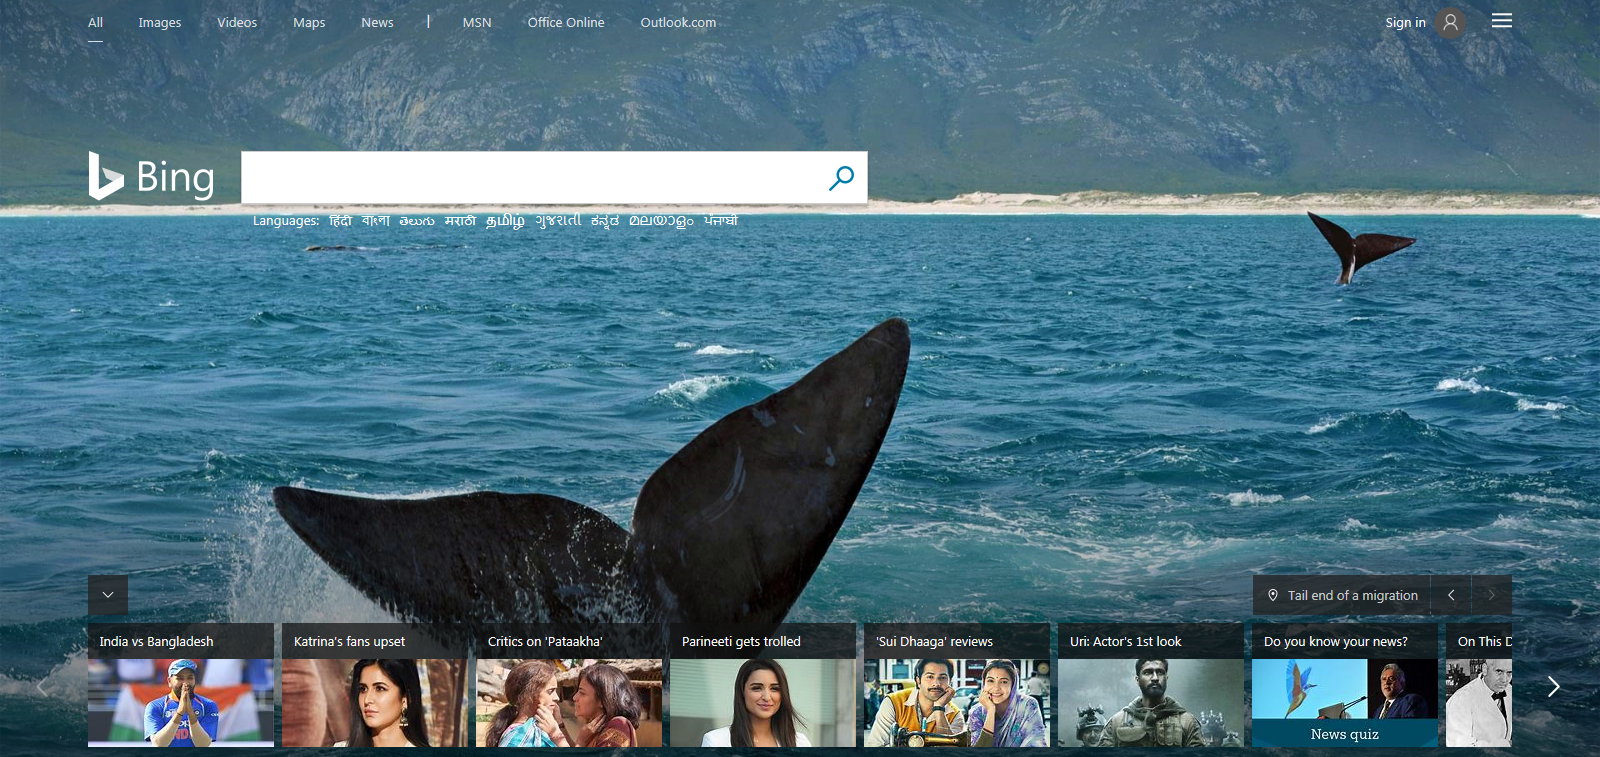 All Images Videos Maps News | MSN Office Online Outlook.com Sign in
Bing
Languages: हिंदी বাংলা తెలుగు मराठी தமிழ் ગુજરાતી ಕನ್ನಡ മലയാളം ਪੰਜਾਬੀ
Tail end of a migration
India vs Bangladesh
Katrina's fans upset
Critics on 'Pataakha'
Parineeti gets trolled
'Sui Dhaaga' reviews
Uri: Actor's 1st look
Do you know your news?
On This D
News quiz